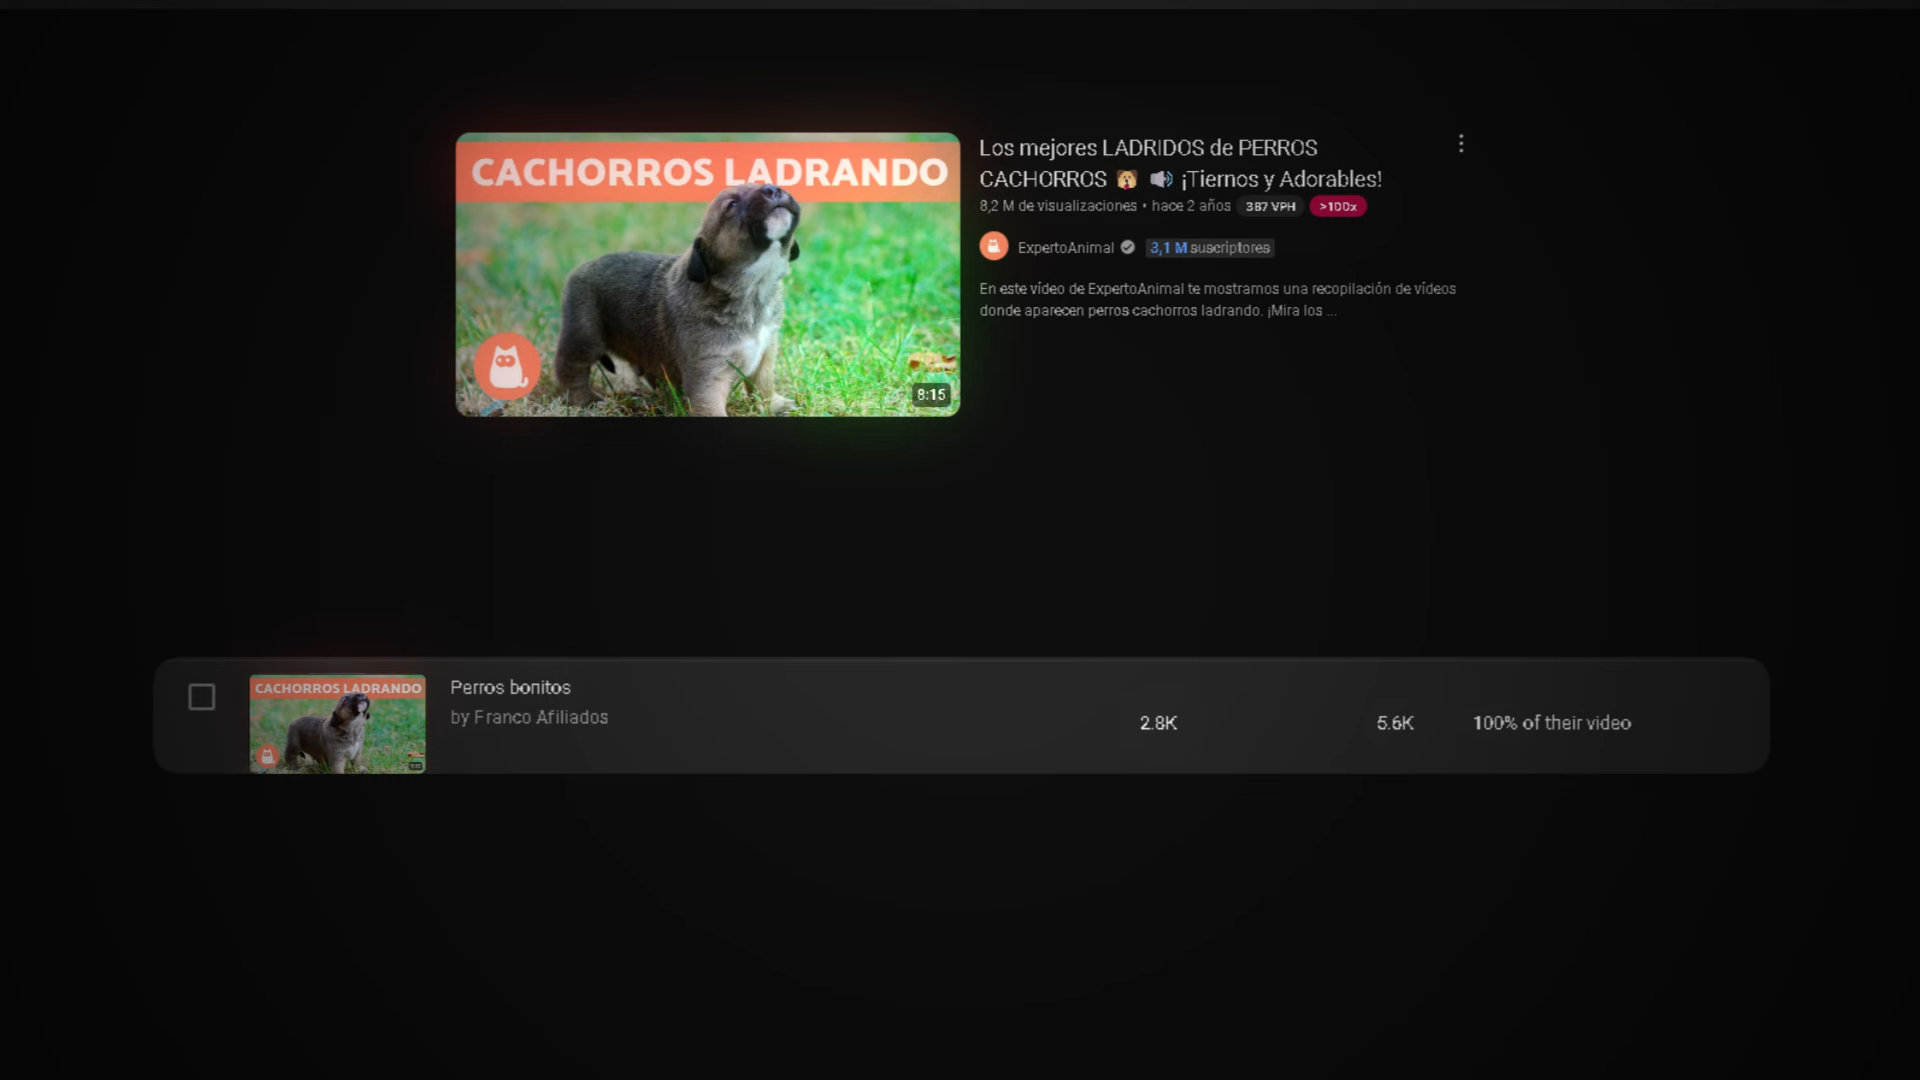 CACHORROS LADRANDO
8:15
Los mejores LADRIDOS de PERROS
CACHORROS 🐶 🔊 ¡Tiernos y Adorables!
8,2 M de visualizaciones • hace 2 años 387 VPH >100x
ExpertoAnimal 3,1 M suscriptores
En este vídeo de ExpertoAnimal te mostramos una recopilación de vídeos
donde aparecen perros cachorros ladrando. ¡Mira los ...
CACHORROS LADRANDO
8:15
Perros bonitos
by Franco Afiliados
2.8K 5.6K 100% of their video